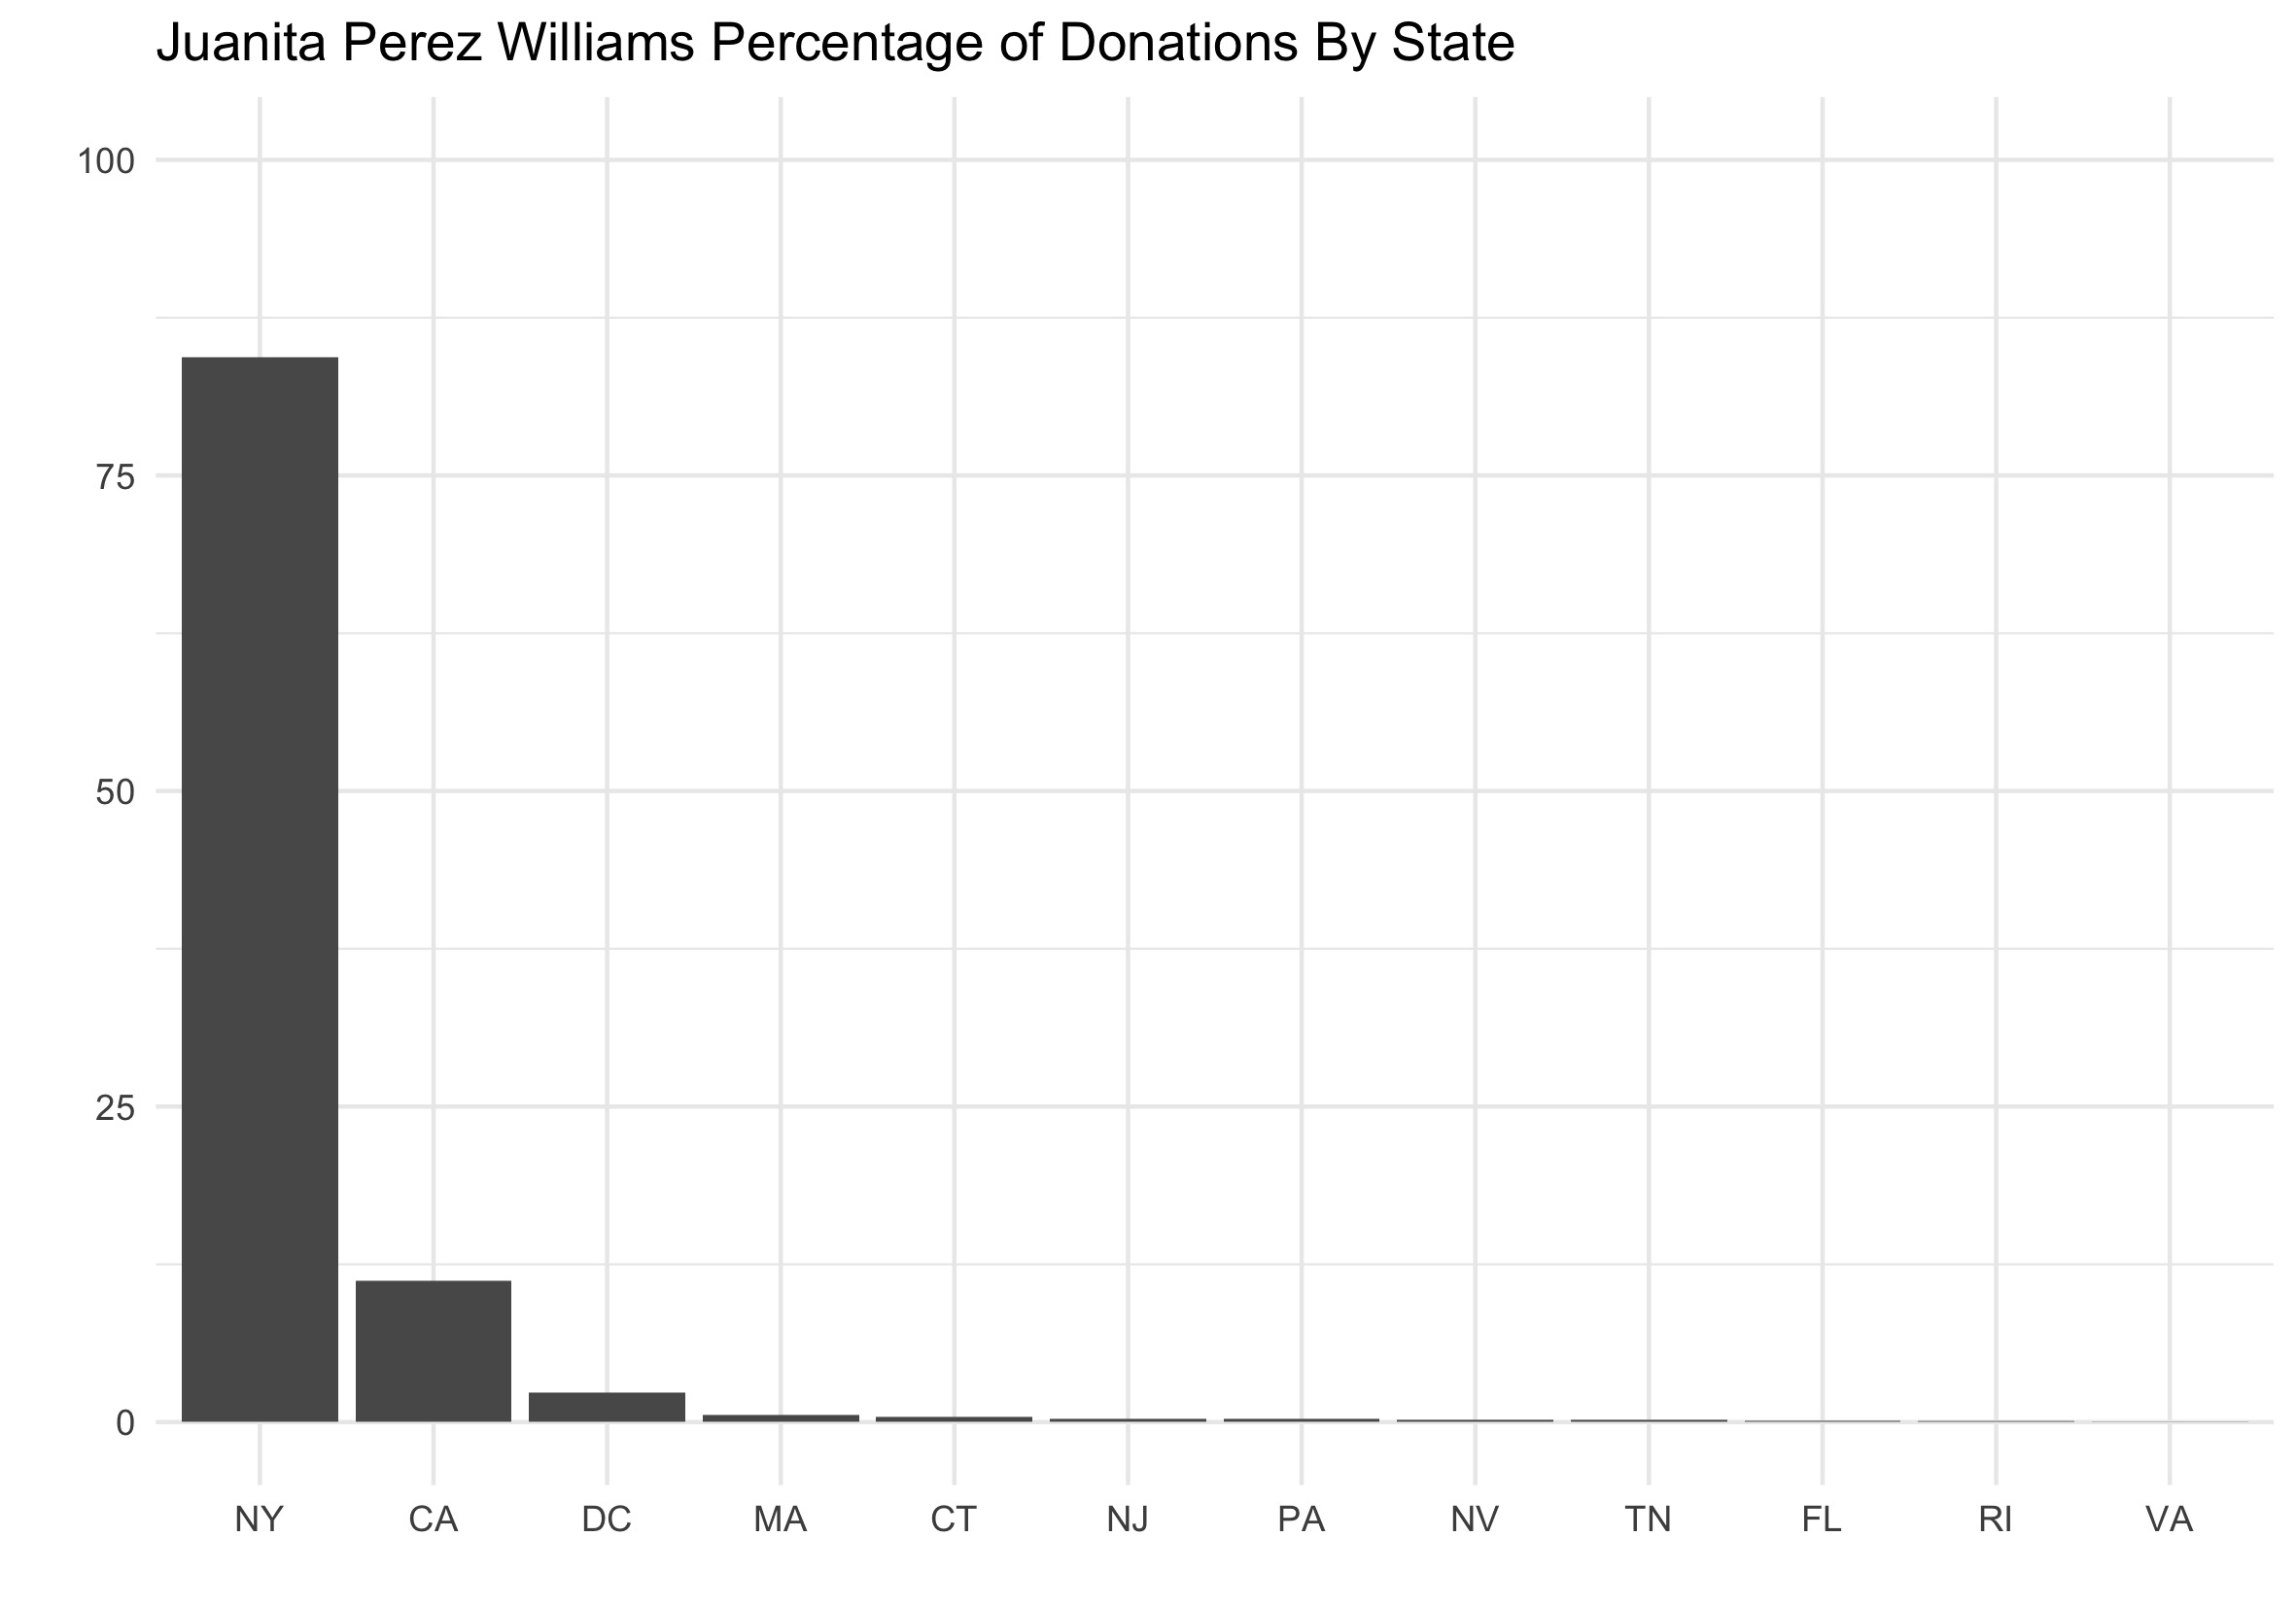 Juanita Perez Williams Percentage of Donations By State
100
75
50
25
0
NY CA DC MA CT NJ PA NV TN FL RI VA